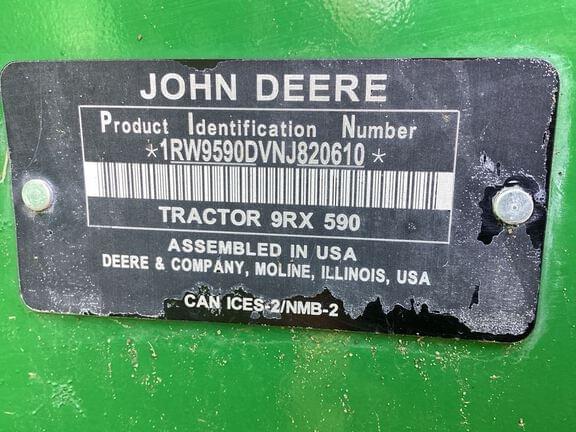 JOHN DEERE
Product Identification Number
*1RW9590DVNJ820610*
TRACTOR 9RX 590
ASSEMBLED IN USA
DEERE & COMPANY, MOLINE, ILLINOIS, USA
CAN ICES-2/NMB-2